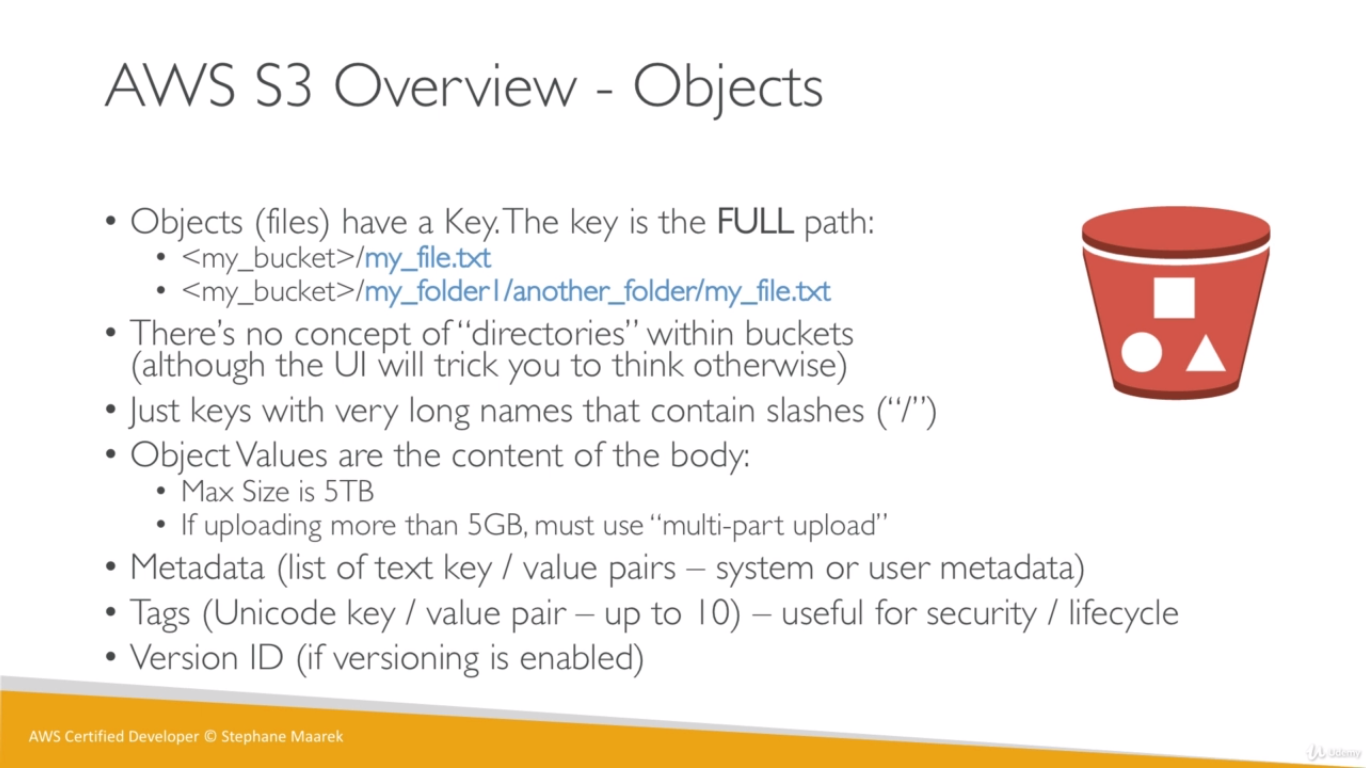 AWS S3 Overview - Objects
• Objects (files) have a Key. The key is the FULL path:
• <my_bucket>/my_file.txt
• <my_bucket>/my_folder1/another_folder/my_file.txt
• There’s no concept of “directories” within buckets
(although the UI will trick you to think otherwise)
• Just keys with very long names that contain slashes (“/”)
• Object Values are the content of the body:
• Max Size is 5TB
• If uploading more than 5GB, must use “multi-part upload”
• Metadata (list of text key / value pairs – system or user metadata)
• Tags (Unicode key / value pair – up to 10) – useful for security / lifecycle
• Version ID (if versioning is enabled)
AWS Certified Developer © Stephane Maarek
Udemy